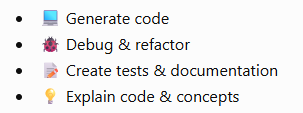 • 💻 Generate code
• 🐞 Debug & refactor
• 📝 Create tests & documentation
• 💡 Explain code & concepts